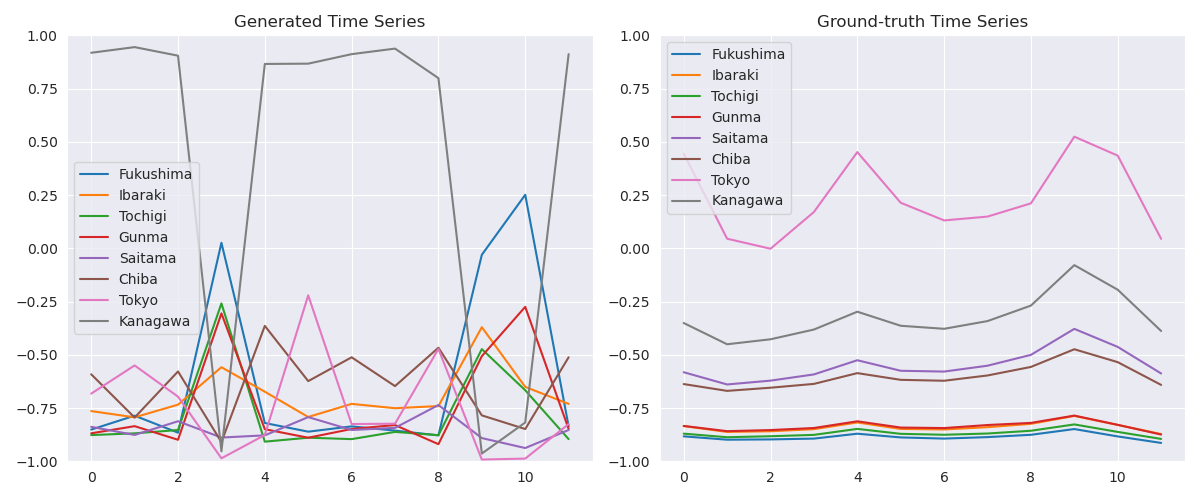 Generated Time Series
1.00
0.75
0.50
0.25
0.00
−0.25
−0.50
−0.75
−1.00
0 2 4 6 8 10
Fukushima
Ibaraki
Tochigi
Gunma
Saitama
Chiba
Tokyo
Kanagawa
Ground-truth Time Series
1.00
0.75
0.50
0.25
0.00
−0.25
−0.50
−0.75
−1.00
0 2 4 6 8 10
Fukushima
Ibaraki
Tochigi
Gunma
Saitama
Chiba
Tokyo
Kanagawa